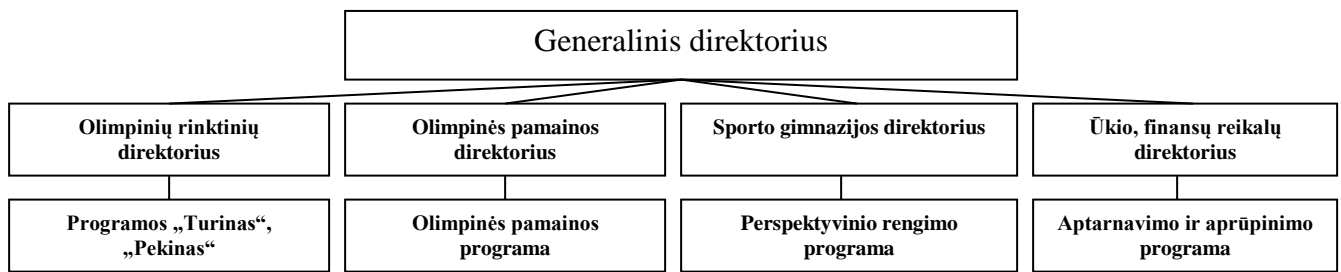 Generalinis direktorius
Olimpinių rinktinių
direktorius
Olimpinės pamainos
direktorius
Sporto gimnazijos direktorius
Ūkio, finansų reikalų
direktorius
Programos „Turinas“,
„Pekinas“
Olimpinės pamainos
programa
Perspektyvinio rengimo
programa
Aptarnavimo ir aprūpinimo
programa